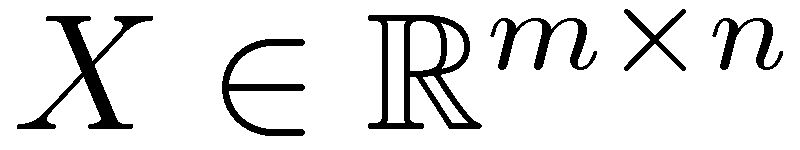 X ∈ ℝ^{m×n}